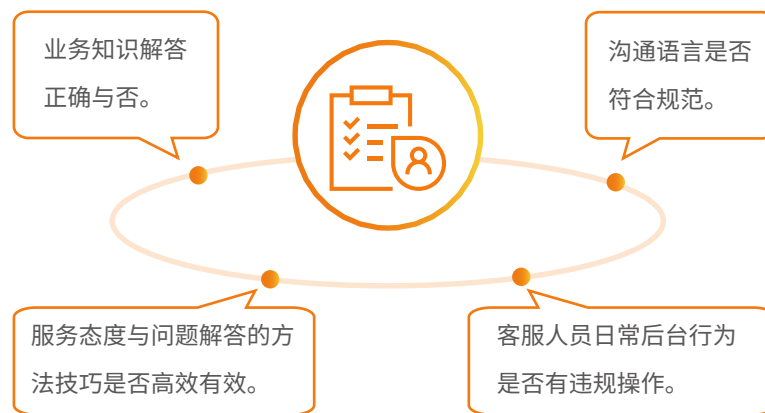 业务知识解答
正确与否。
沟通语言是否
符合规范。
服务态度与问题解答的方
法技巧是否高效有效。
客服人员日常后台行为
是否有违规操作。